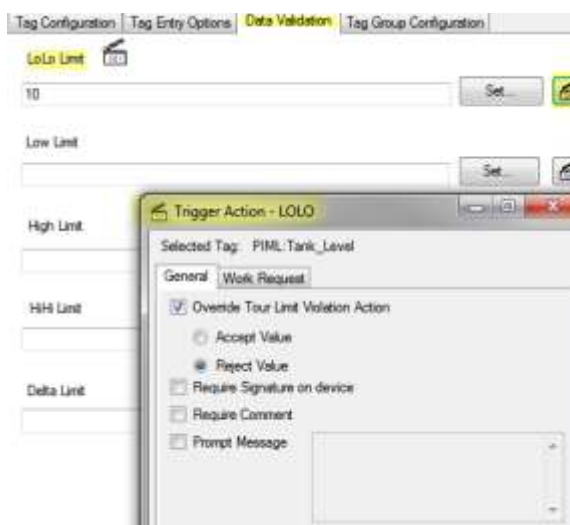 Tag Configuration Tag Entry Options Data Validation Tag Group Configuration
LoLo Limit
10
Set...
Low Limit
Set...
High Limit
HiHi Limit
Delta Limit
Trigger Action - LOLO
Selected Tag: PIML.Tank_Level
General Work Request
Override Tour Limit Violation Action
Accept Value
Reject Value
Require Signature on device
Require Comment
Prompt Message